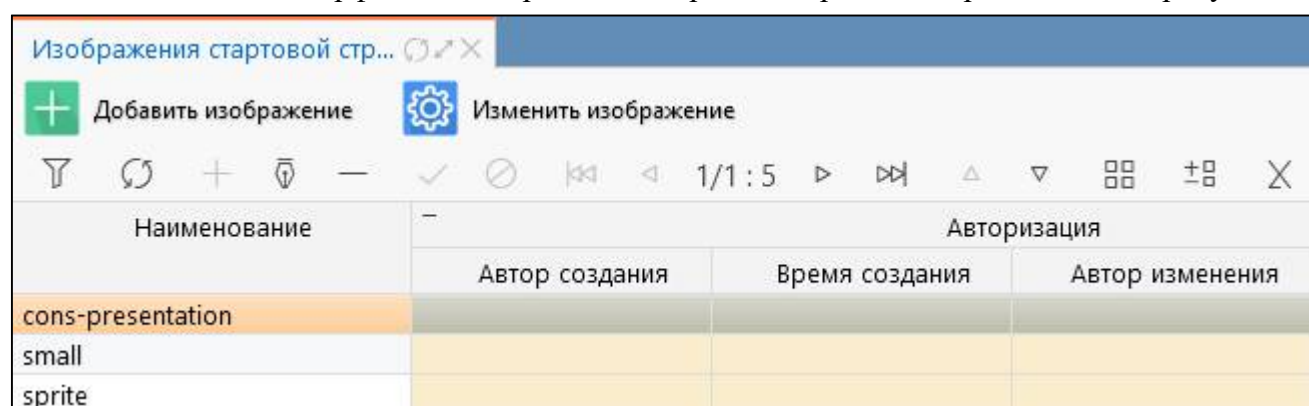 Изображения стартовой стр...
Добавить изображение Изменить изображение
1/1 : 5
Наименование Авторизация
Автор создания Время создания Автор изменения
cons-presentation
small
sprite